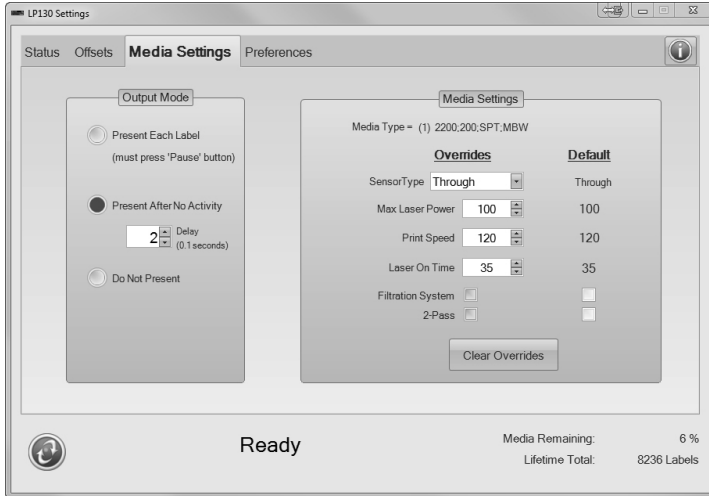 LP130 Settings
Status Offsets Media Settings Preferences
Output Mode
Present Each Label
(must press 'Pause' button)
Present After No Activity
2 Delay
(0.1 seconds)
Do Not Present
Media Settings
Media Type = (1) 2200;200;SPT;MBW
Overrides Default
SensorType Through Through
Max Laser Power 100 100
Print Speed 120 120
Laser On Time 35 35
Filtration System
2-Pass
Clear Overrides
Ready
Media Remaining: 6 %
Lifetime Total: 8236 Labels